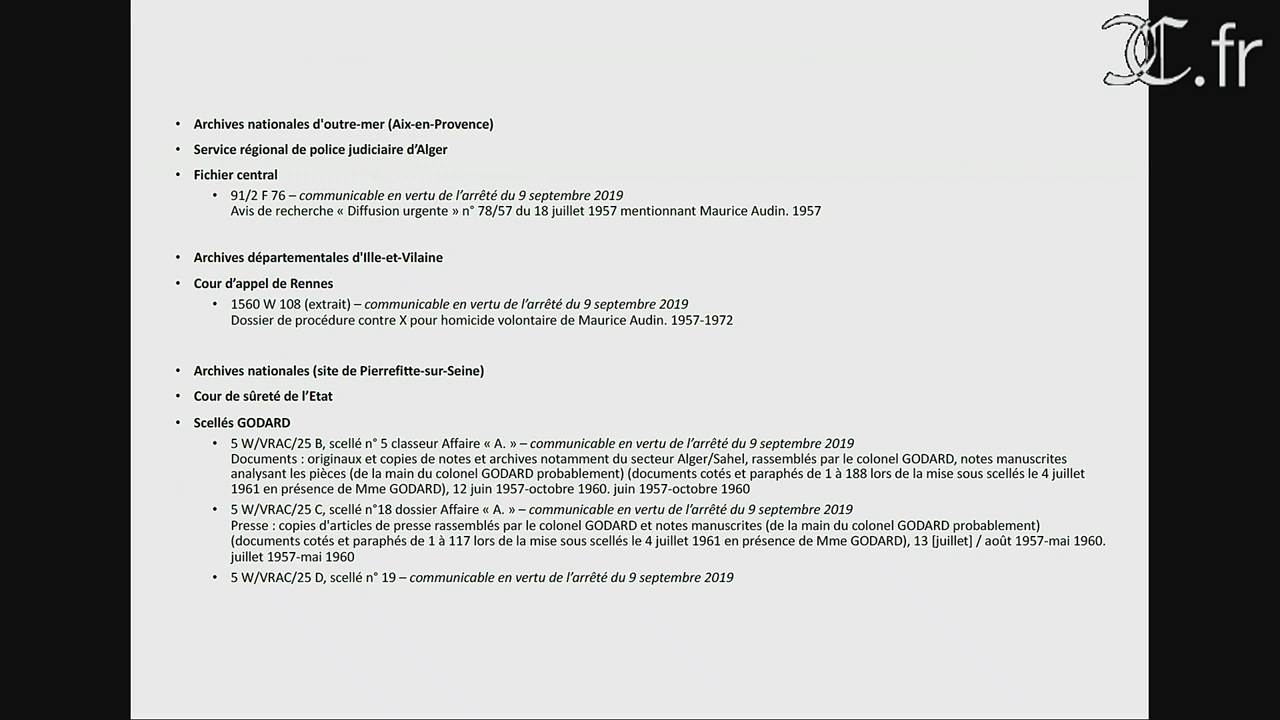 CC.fr
• Archives nationales d'outre-mer (Aix-en-Provence)
• Service régional de police judiciaire d’Alger
• Fichier central
• 91/2 F 76 – communicable en vertu de l’arrêté du 9 septembre 2019
Avis de recherche « Diffusion urgente » n° 78/57 du 18 juillet 1957 mentionnant Maurice Audin. 1957
• Archives départementales d'Ille-et-Vilaine
• Cour d’appel de Rennes
• 1560 W 108 (extrait) – communicable en vertu de l’arrêté du 9 septembre 2019
Dossier de procédure contre X pour homicide volontaire de Maurice Audin. 1957-1972
• Archives nationales (site de Pierrefitte-sur-Seine)
• Cour de sûreté de l’Etat
• Scellés GODARD
• 5 W/VRAC/25 B, scellé n° 5 classeur Affaire « A. » – communicable en vertu de l’arrêté du 9 septembre 2019
Documents : originaux et copies de notes et archives notamment du secteur Alger/Sahel, rassemblés par le colonel GODARD, notes manuscrites
analysant les pièces (de la main du colonel GODARD probablement) (documents cotés et paraphés de 1 à 188 lors de la mise sous scellés le 4 juillet
1961 en présence de Mme GODARD), 12 juin 1957-octobre 1960. juin 1957-octobre 1960
• 5 W/VRAC/25 C, scellé n°18 dossier Affaire « A. » – communicable en vertu de l’arrêté du 9 septembre 2019
Presse : copies d'articles de presse rassemblés par le colonel GODARD et notes manuscrites (de la main du colonel GODARD probablement)
(documents cotés et paraphés de 1 à 117 lors de la mise sous scellés le 4 juillet 1961 en présence de Mme GODARD), 13 [juillet] / août 1957-mai 1960.
juillet 1957-mai 1960
• 5 W/VRAC/25 D, scellé n° 19 – communicable en vertu de l’arrêté du 9 septembre 2019